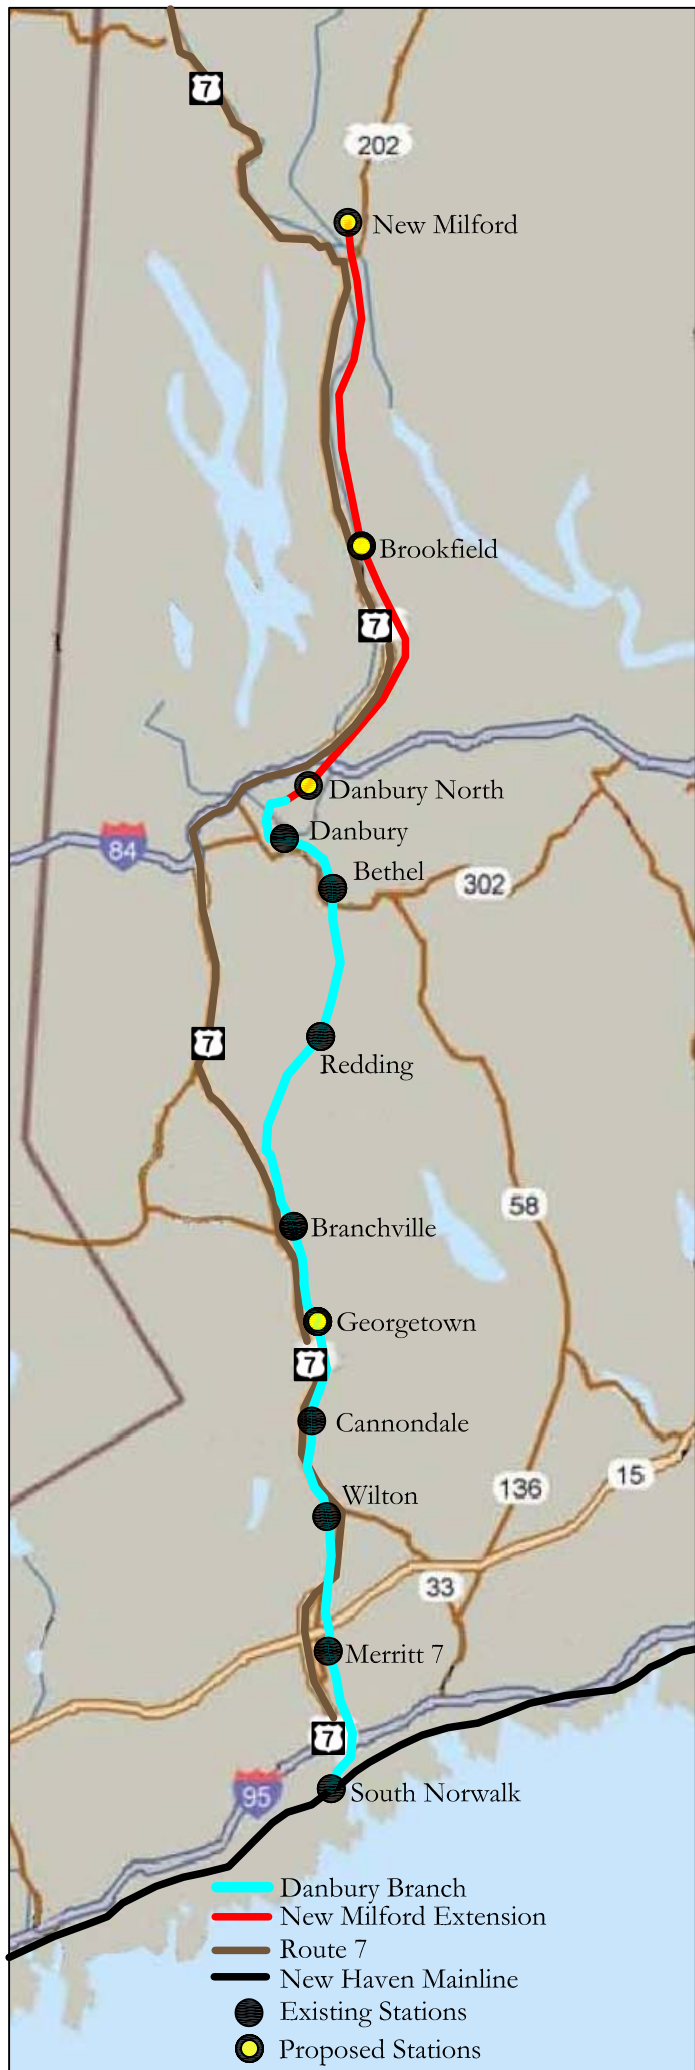 7
202
New Milford
Brookfield
7
Danbury North
Danbury
84
Bethel
302
7
Redding
58
Branchville
Georgetown
7
Cannondale
15
Wilton
136
33
Merritt 7
7
95
South Norwalk
Danbury Branch
New Milford Extension
Route 7
New Haven Mainline
Existing Stations
Proposed Stations